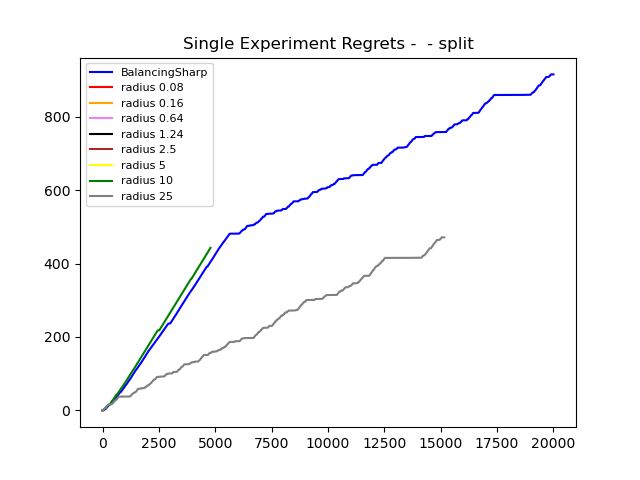 Single Experiment Regrets -  - split
BalancingSharp
radius 0.08
radius 0.16
radius 0.64
radius 1.24
radius 2.5
radius 5
radius 10
radius 25
800
600
400
200
0
0 2500 5000 7500 10000 12500 15000 17500 20000